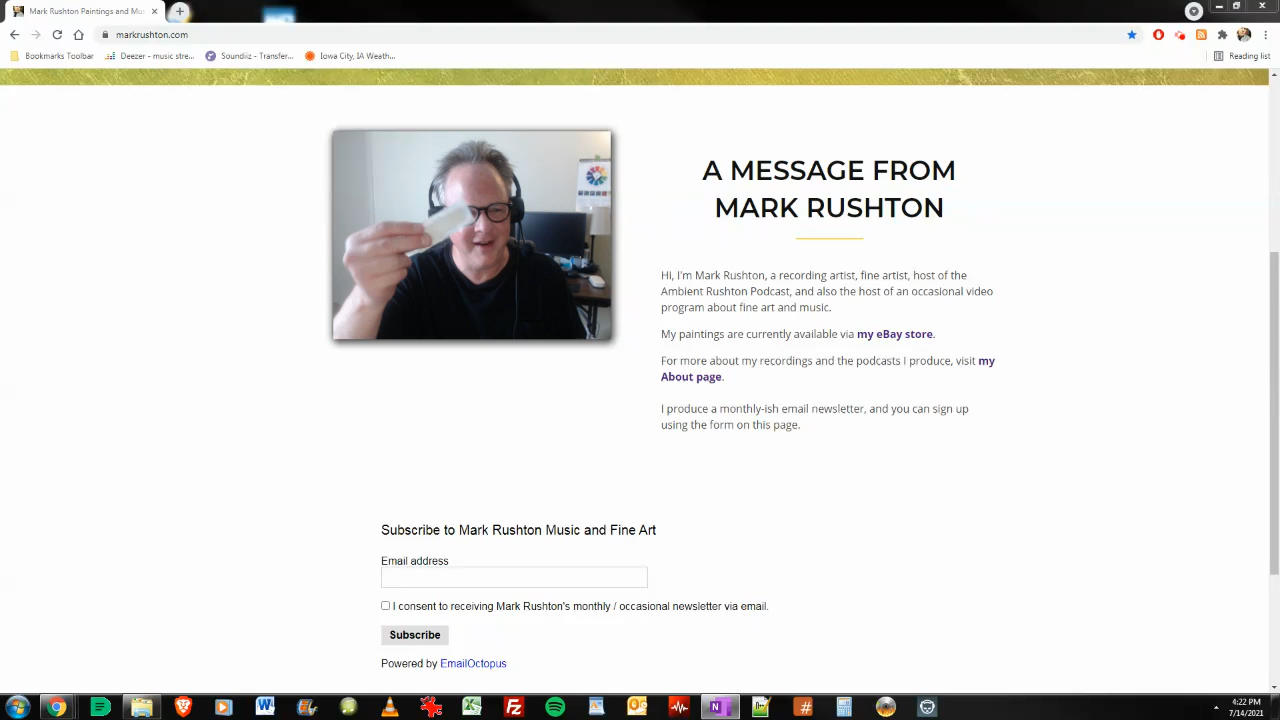 Mark Rushton Paintings and Mus
markrushton.com
Bookmarks Toolbar
Deezer - music stre...
Soundiiz - Transfer...
Iowa City, IA Weath...
Reading list
A MESSAGE FROM
MARK RUSHTON
Hi, I'm Mark Rushton, a recording artist, fine artist, host of the
Ambient Rushton Podcast, and also the host of an occasional video
program about fine art and music.
My paintings are currently available via my eBay store.
For more about my recordings and the podcasts I produce, visit my
About page.
I produce a monthly-ish email newsletter, and you can sign up
using the form on this page.
Subscribe to Mark Rushton Music and Fine Art
Email address
I consent to receiving Mark Rushton's monthly / occasional newsletter via email.
Subscribe
Powered by EmailOctopus
4:22 PM
7/14/2021